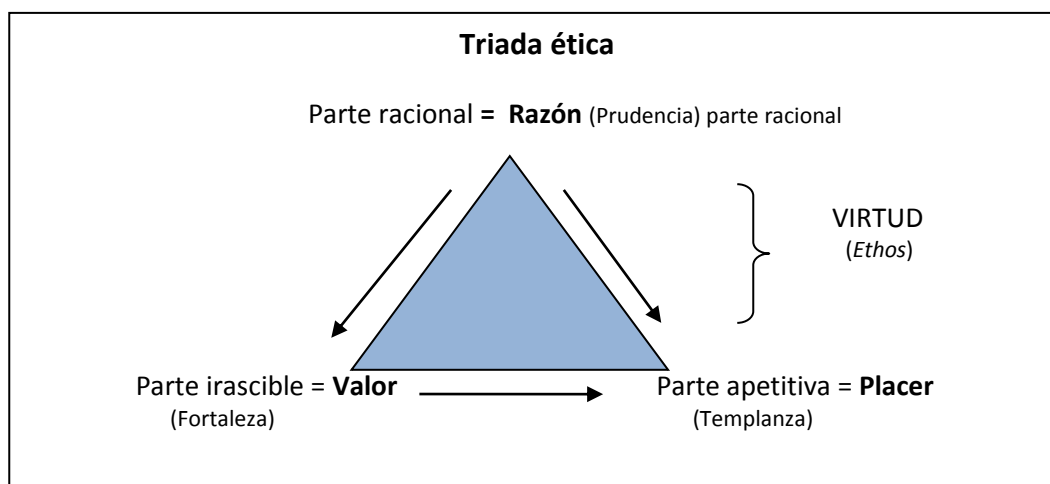 Triada ética
Parte racional = Razón (Prudencia) parte racional
VIRTUD
(Ethos)
Parte irascible = Valor
(Fortaleza)
Parte apetitiva = Placer
(Templanza)